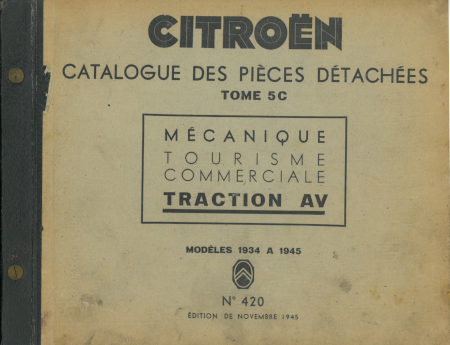 CITROËN
CATALOGUE DES PIÈCES DÉTACHÉES
TOME 5C
MÉCANIQUE
TOURISME
COMMERCIALE
TRACTION AV
MODÈLES 1934 A 1945
N° 420
ÉDITION DE NOVEMBRE 1945